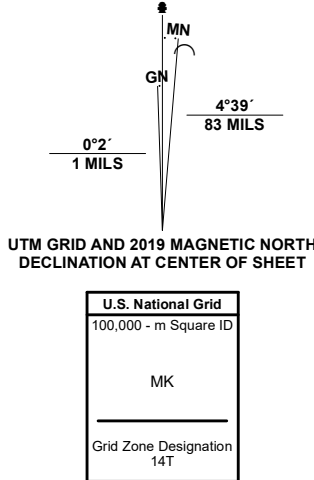 MN
GN
4°39´
83 MILS
0°2´
1 MILS
UTM GRID AND 2019 MAGNETIC NORTH
DECLINATION AT CENTER OF SHEET
U.S. National Grid
100,000 - m Square ID
MK
Grid Zone Designation
14T